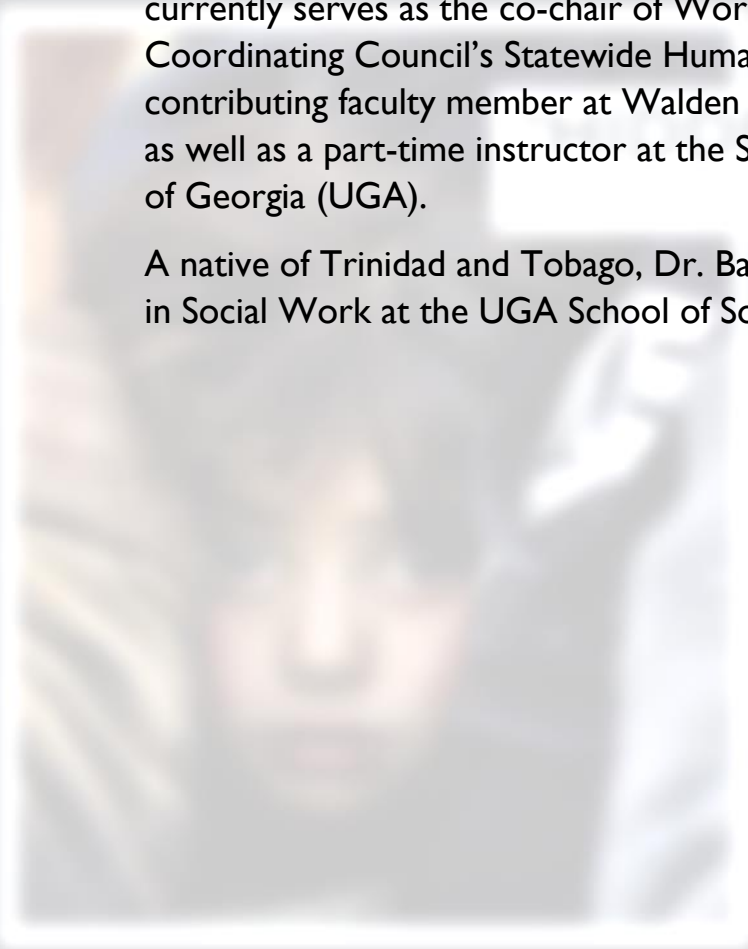 currently serves as the co-chair of Wor
Coordinating Council’s Statewide Huma
contributing faculty member at Walden
as well as a part-time instructor at the S
of Georgia (UGA).
A native of Trinidad and Tobago, Dr. Ba
in Social Work at the UGA School of So